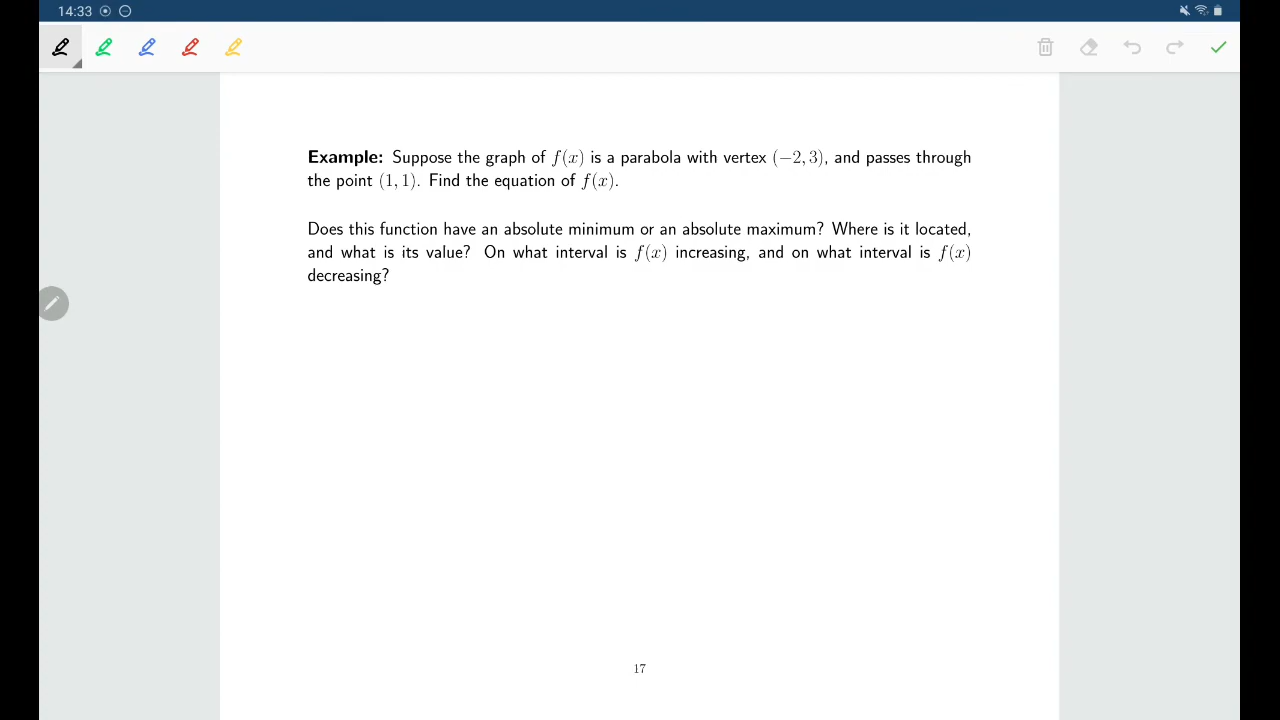 14:33
Example: Suppose the graph of f(x) is a parabola with vertex (−2, 3), and passes through
the point (1, 1). Find the equation of f(x).
Does this function have an absolute minimum or an absolute maximum? Where is it located,
and what is its value? On what interval is f(x) increasing, and on what interval is f(x)
decreasing?
17